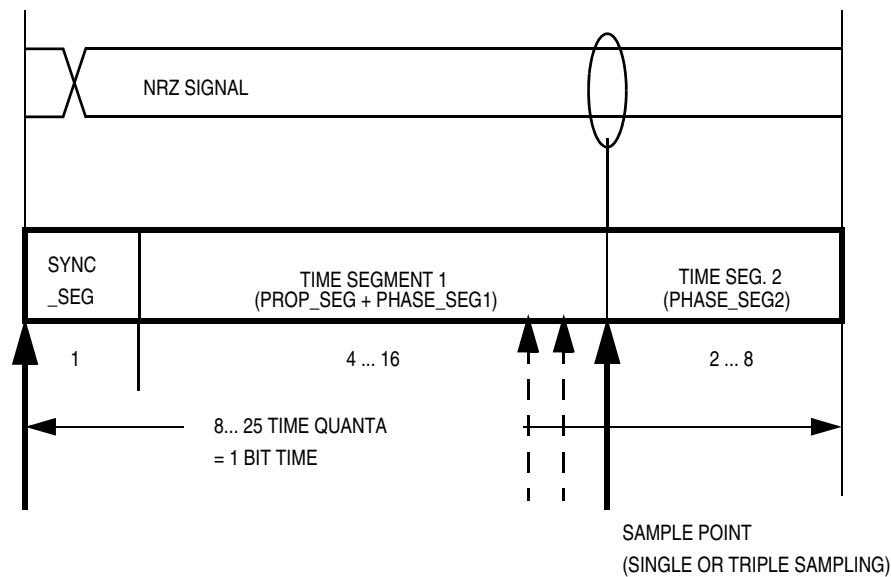 NRZ SIGNAL
SYNC
_SEG
TIME SEGMENT 1
(PROP_SEG + PHASE_SEG1)
TIME SEG. 2
(PHASE_SEG2)
1
4 ... 16
2 ... 8
8... 25 TIME QUANTA
= 1 BIT TIME
SAMPLE POINT
(SINGLE OR TRIPLE SAMPLING)